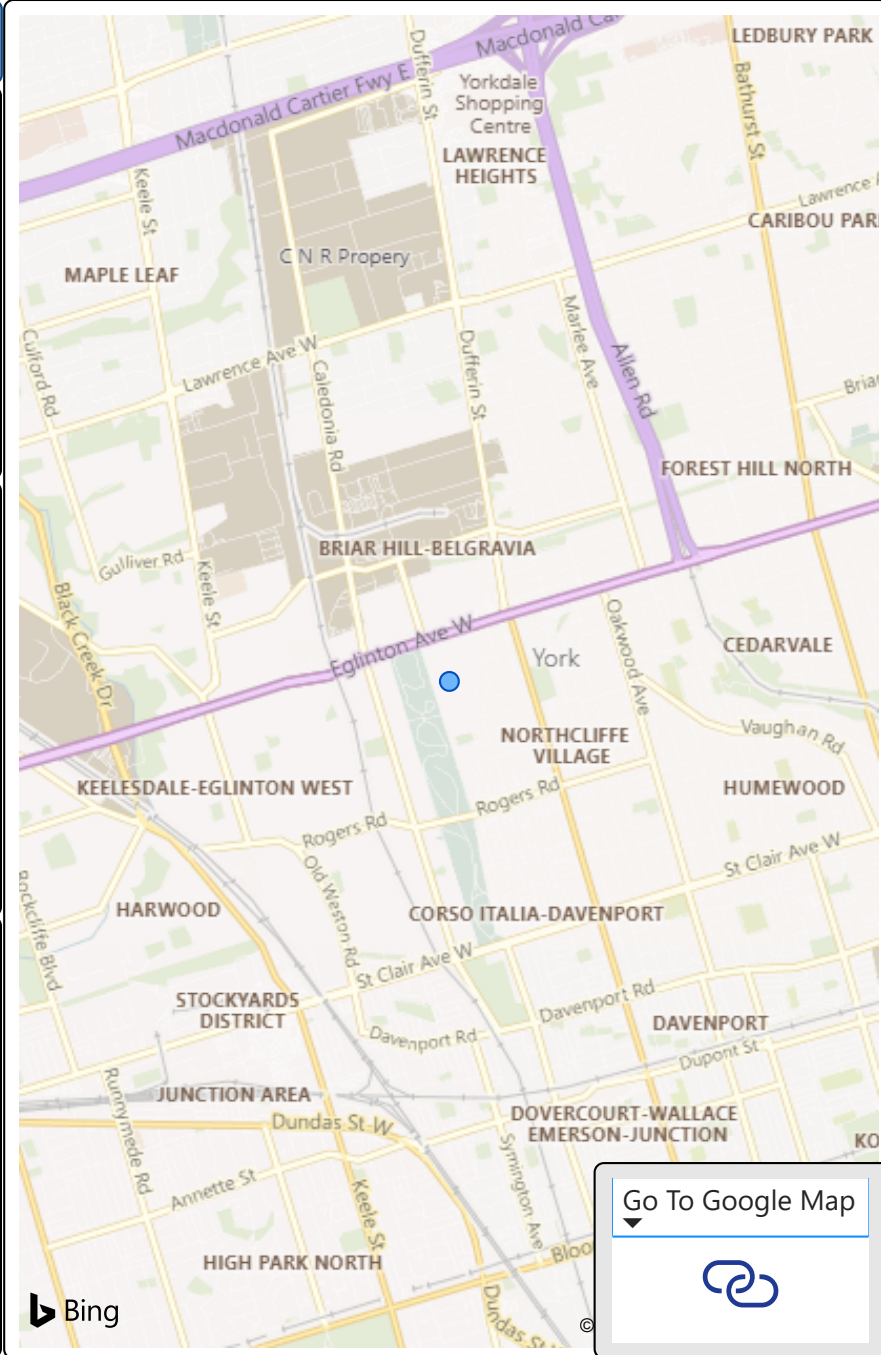 LEDBURY PARK
Macdonald Ca
Dufferin St
Macdonald Cartier Fwy E
Yorkdale
Shopping
Centre
Bathurst St
LAWRENCE
HEIGHTS
Keele St
Lawrence A
CARIBOU PAR
C N R Propery
MAPLE LEAF
Marlee Ave
Culford Rd
Lawrence Ave W
Dufferin St
Allen Rd
Caledonia Rd
Briar
FOREST HILL NORTH
BRIAR HILL-BELGRAVIA
Gulliver Rd
Keele St
Black Creek Dr
Eglinton Ave W
Oakwood Ave
York
CEDARVALE
NORTHCLIFFE
VILLAGE
Vaughan Rd
KEELESDALE-EGLINTON WEST
Rogers Rd
HUMEWOOD
Rogers Rd
St Clair Ave W
Old Weston Rd
Rockcliffe Blvd
HARWOOD
CORSO ITALIA-DAVENPORT
St Clair Ave W
STOCKYARDS
DISTRICT
Davenport Rd
DAVENPORT
Davenport Rd
Dupont St
JUNCTION AREA
Runnymede Rd
Dundas St W
DOVERCOURT-WALLACE
EMERSON-JUNCTION
KO
Symington Ave
Annette St
Keele St
Go To Google Map
Bloo
HIGH PARK NORTH
Dundas St
Bing
©